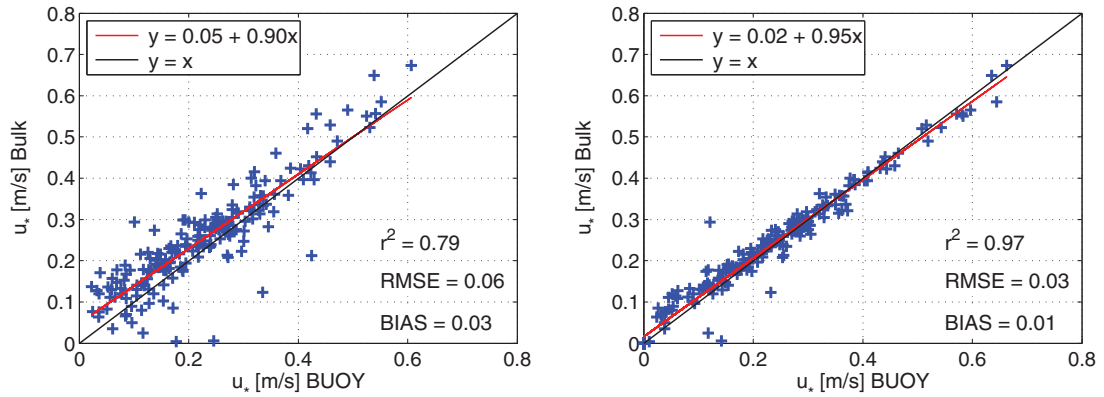 y = 0.05 + 0.90x
y = x
r² = 0.79
RMSE = 0.06
BIAS = 0.03
0.8
0.7
0.6
0.5
0.4
0.3
0.2
0.1
0
0 0.2 0.4 0.6 0.8
u* [m/s] Bulk
u* [m/s] BUOY
y = 0.02 + 0.95x
y = x
r² = 0.97
RMSE = 0.03
BIAS = 0.01
0.8
0.7
0.6
0.5
0.4
0.3
0.2
0.1
0
0 0.2 0.4 0.6 0.8
u* [m/s] Bulk
u* [m/s] BUOY